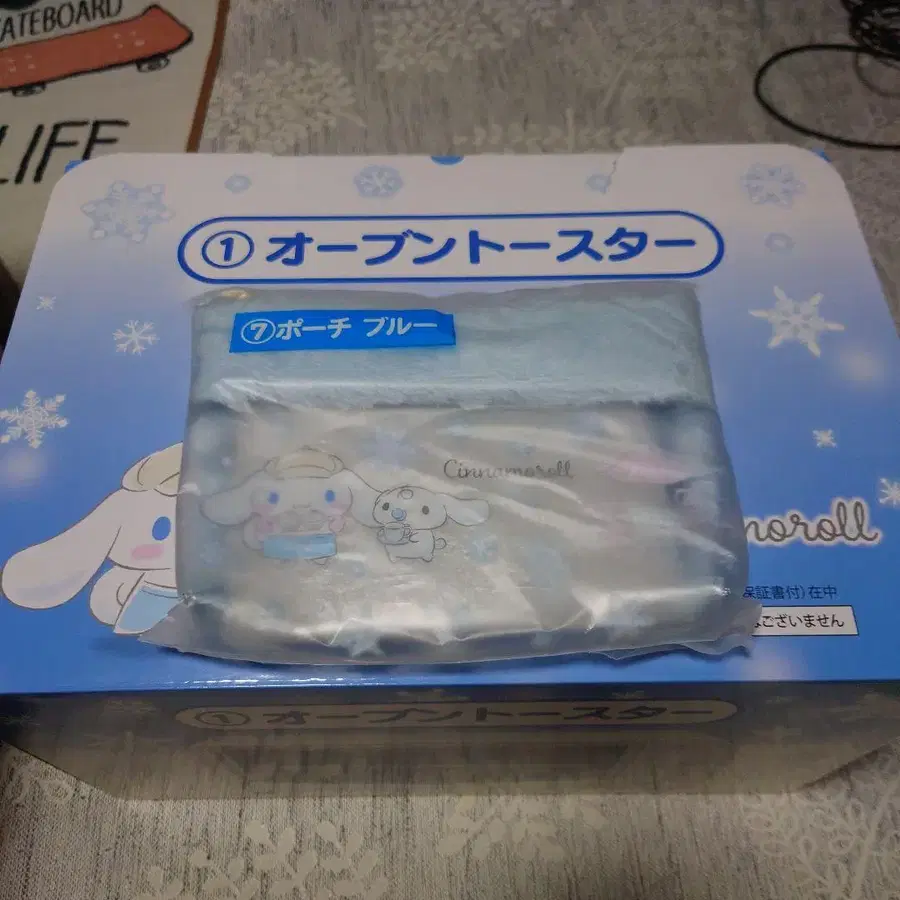 SKATEBOARD
LIFE
① オーブントースター
⑦ポーチ ブルー
Cinnamoroll
moroll
保証書付)在中
ございません
① オーブントースター